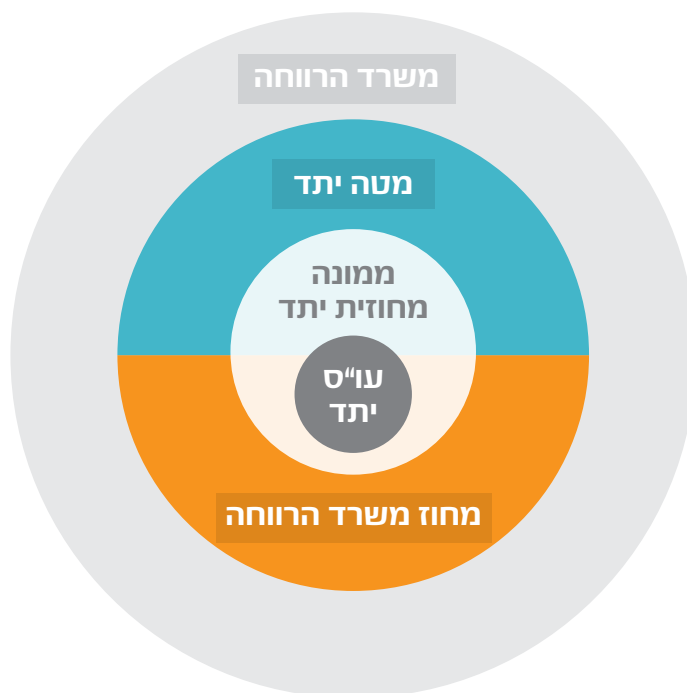 משרד הרווחה
מטה יתד
ממונה
מחוזית יתד
עו“ס
יתד
מחוז משרד הרווחה